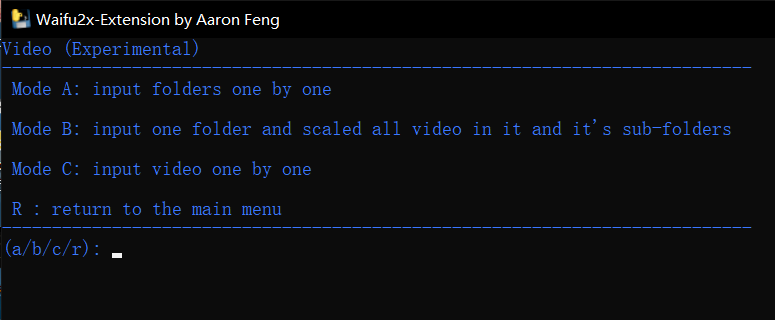 Waifu2x-Extension by Aaron Feng
Video (Experimental)
---------------------------------------------------------------------------
Mode A: input folders one by one
Mode B: input one folder and scaled all video in it and it's sub-folders
Mode C: input video one by one
R : return to the main menu
---------------------------------------------------------------------------
(a/b/c/r):